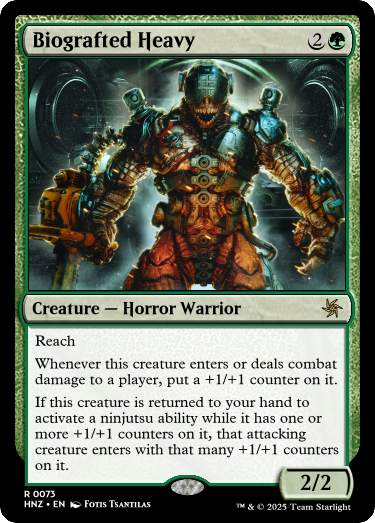 Biografted Heavy 2
Creature — Horror Warrior
Reach
Whenever this creature enters or deals combat
damage to a player, put a +1/+1 counter on it.
If this creature is returned to your hand to
activate a ninjutsu ability while it has one or
more +1/+1 counters on it, that attacking
creature enters with that many +1/+1 counters
on it.
2/2
R 0073
HNZ • EN Fotis Tsantilas
™ & © 2025 Team Starlight